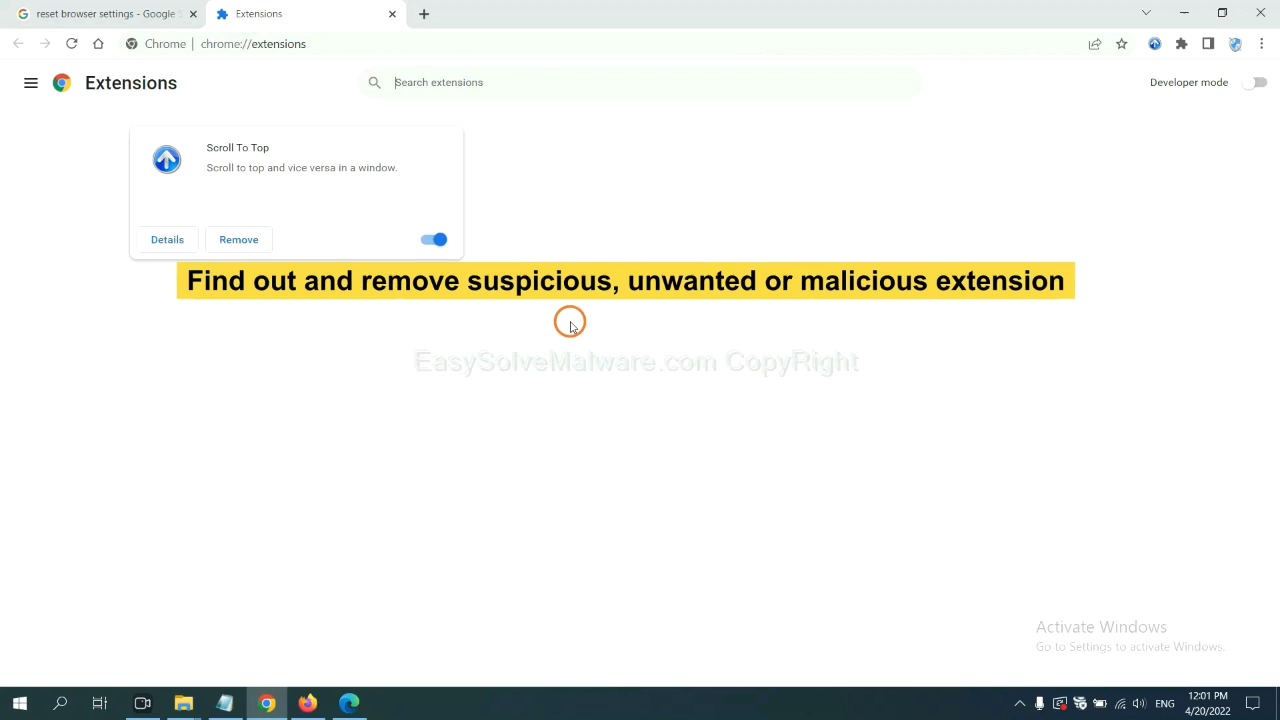 reset browser settings - Google S
Extensions
Chrome | chrome://extensions
Extensions
Search extensions
Developer mode
Scroll To Top
Scroll to top and vice versa in a window.
Details
Remove
Find out and remove suspicious, unwanted or malicious extension
EasySolveMalware.com CopyRight
Activate Windows
Go to Settings to activate Windows.
ENG
12:01 PM
4/20/2022